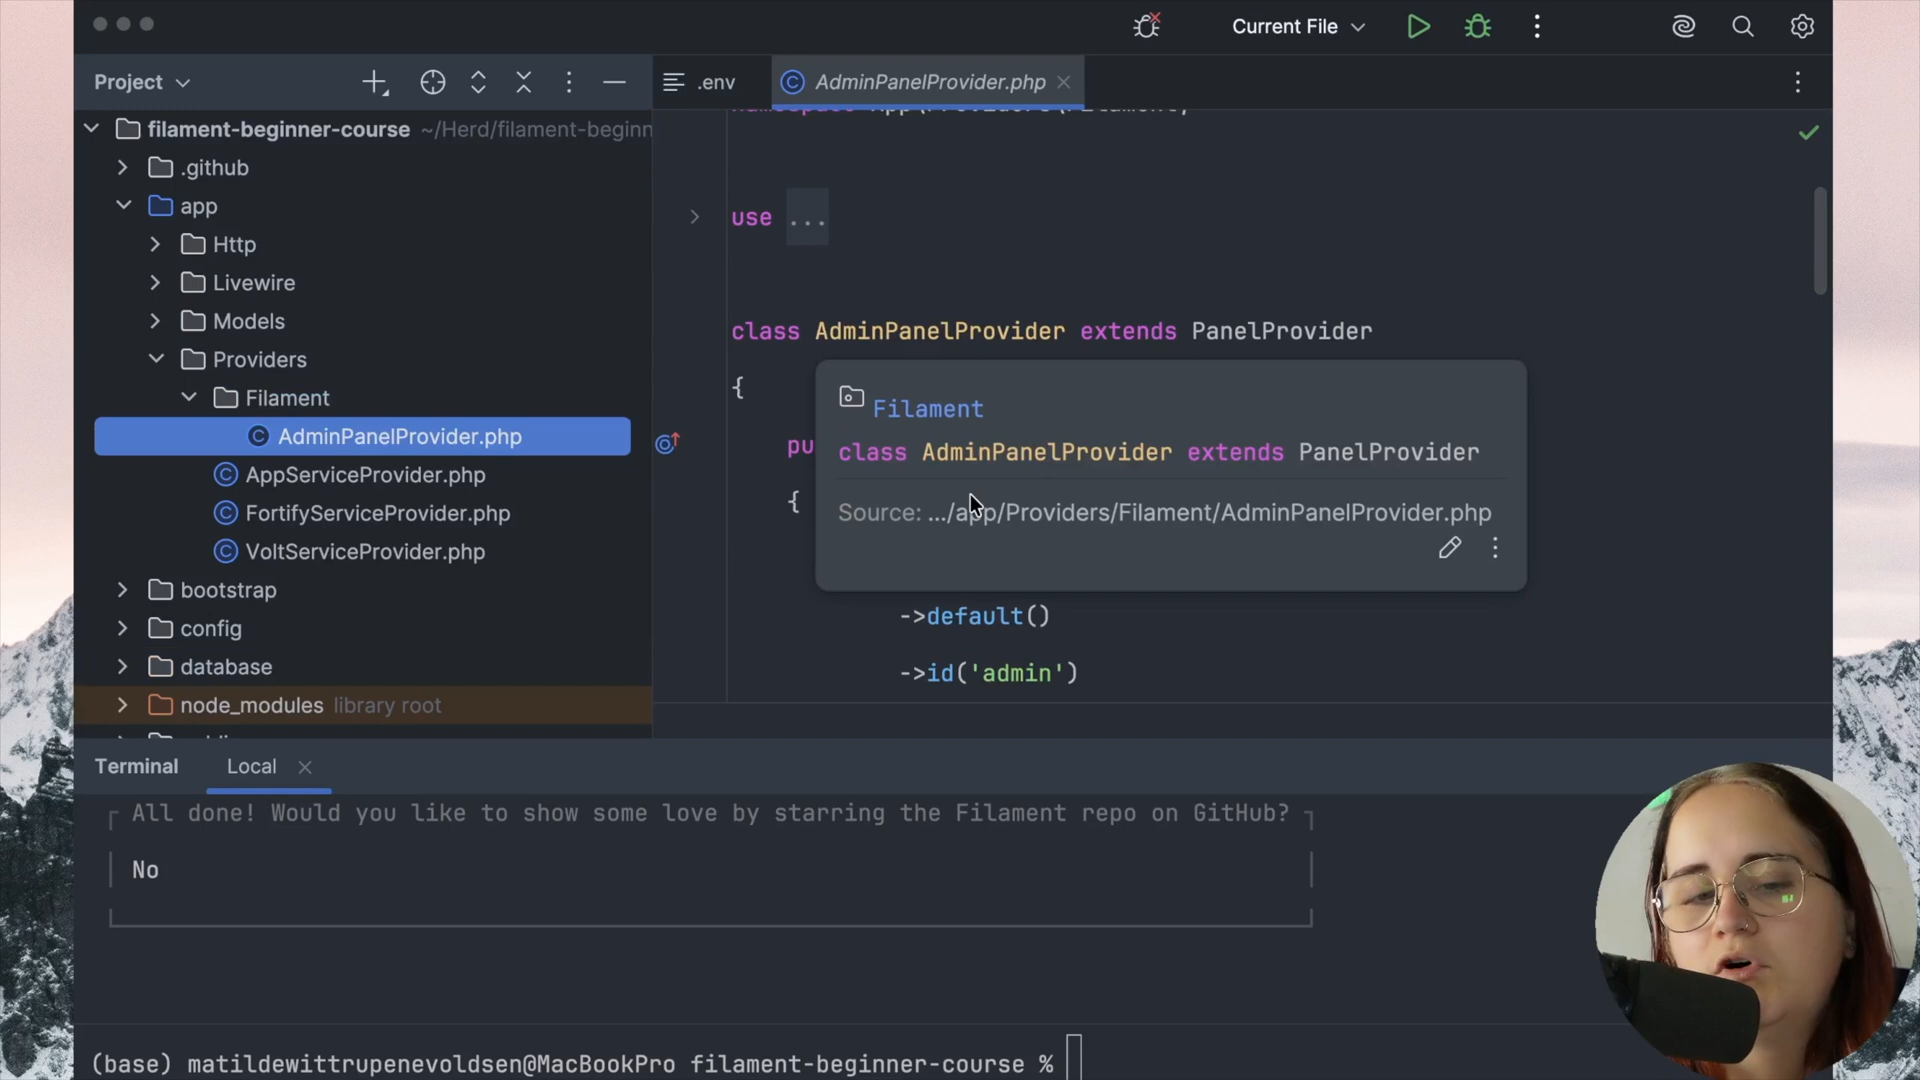 Current File
Project
.env
AdminPanelProvider.php
filament-beginner-course ~/Herd/filament-beginn
.github
app
Http
Livewire
Models
Providers
Filament
AdminPanelProvider.php
AppServiceProvider.php
FortifyServiceProvider.php
VoltServiceProvider.php
bootstrap
config
database
node_modules library root
use ...
class AdminPanelProvider extends PanelProvider
{
Filament
pu
class AdminPanelProvider extends PanelProvider
{
Source: .../app/Providers/Filament/AdminPanelProvider.php
->default()
->id('admin')
Terminal
Local
All done! Would you like to show some love by starring the Filament repo on GitHub?
No
(base) matildewittrupenevoldsen@MacBookPro filament-beginner-course %